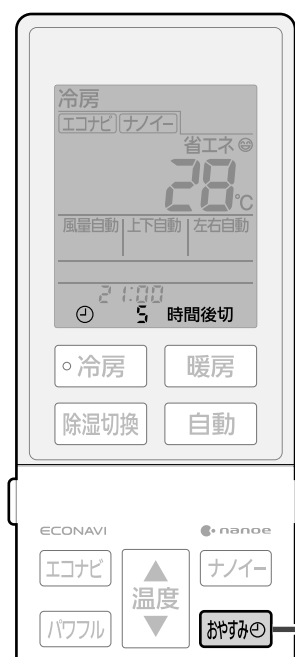 冷房
エコナビ ナノイー
省エネ
28℃
風量自動 上下自動 左右自動
21:00
5 時間後切
冷房 暖房
除湿切換 自動
ECONAVI nanoe
エコナビ 温度 ナノイー
パワフル おやすみ